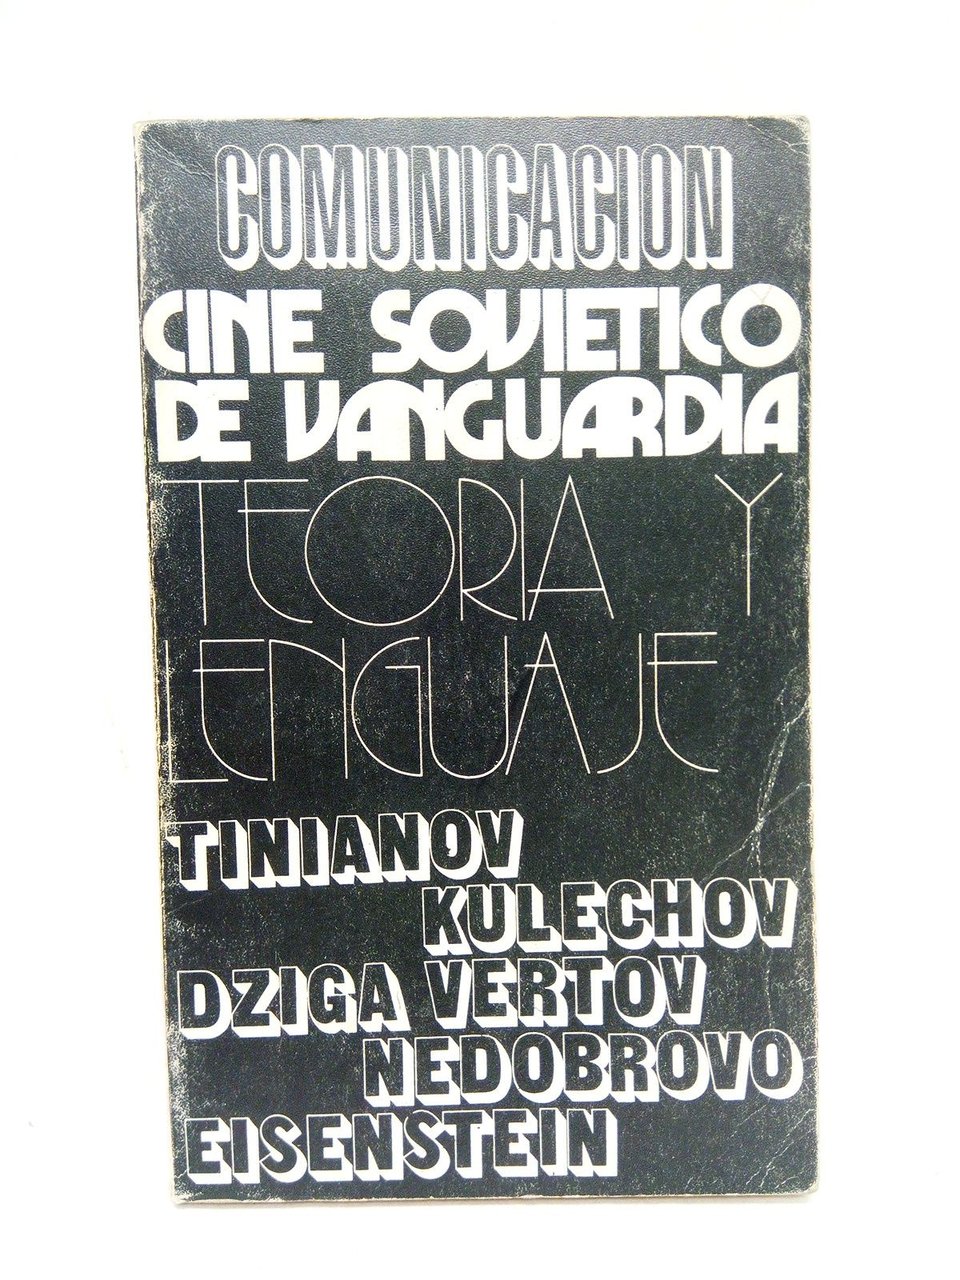 COMUNICACION
CINE SOVIETICO
DE VANGUARDIA
TEORIA Y
LENGUAJE
TINIANOV
KULECHOV
DZIGA VERTOV
NEDOBROVO
EISENSTEIN